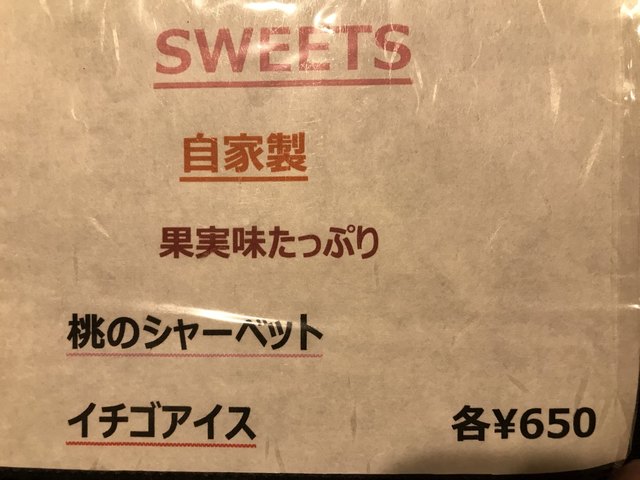 SWEETS
自家製
果実味たっぷり
桃のシャーベット
イチゴアイス 各¥650